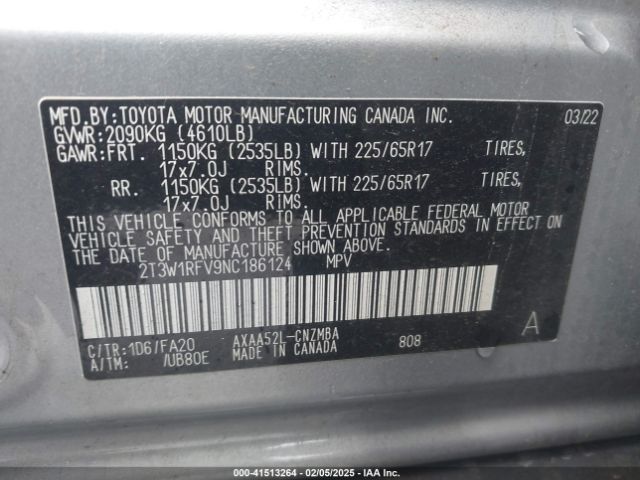 MFD.BY:TOYOTA MOTOR MANUFACTURING CANADA INC. 03/22
GVWR:2090KG (4610LB)
GAWR:FRT. 1150KG (2535LB) WITH 225/65R17 TIRES,
17x7.0J RIMS.
RR. 1150KG (2535LB) WITH 225/65R17 TIRES,
17x7.0J RIMS.
THIS VEHICLE CONFORMS TO ALL APPLICABLE FEDERAL MOTOR
VEHICLE SAFETY AND THEFT PREVENTION STANDARDS IN EFFECT ON
THE DATE OF MANUFACTURE SHOWN ABOVE.
2T3W1RFV9NC186124 MPV
A
C/TR:1D6/FA20 AXAA52L-CNZMBA 808
A/TM: /UB80E MADE IN CANADA
000-41513264 - 02/05/2025 - IAA Inc.